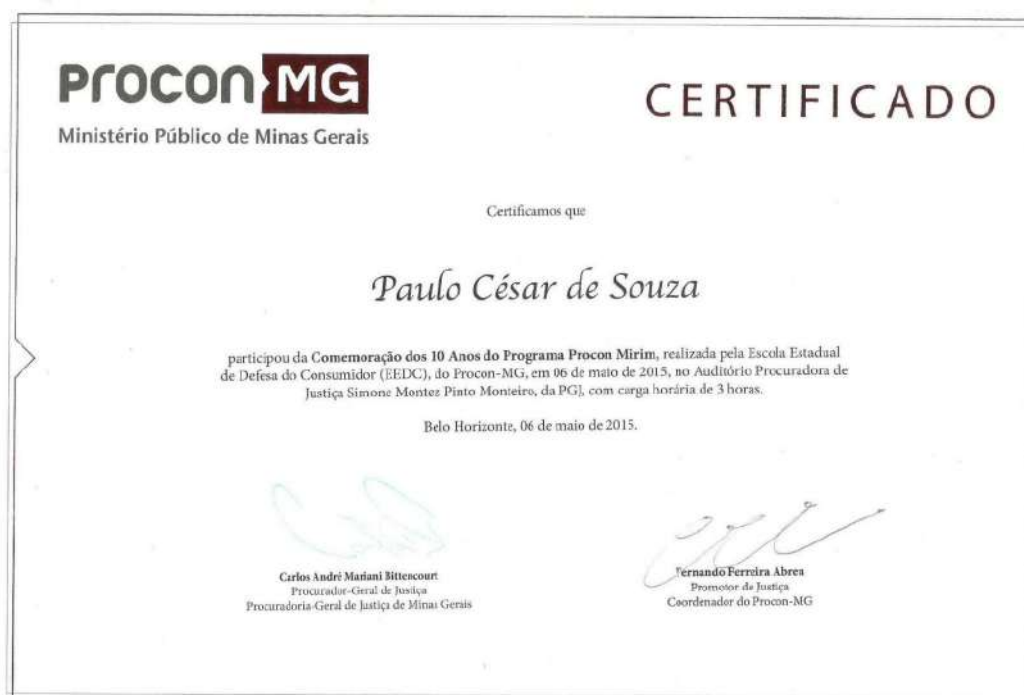 Procon MG
Ministério Público de Minas Gerais
CERTIFICADO
Certificamos que
Paulo César de Souza
participou da Comemoração dos 10 Anos do Programa Procon Mirim, realizada pela Escola Estadual
de Defesa do Consumidor (EEDC), do Procon-MG, em 06 de maio de 2015, no Auditório Procuradora de
Justiça Simone Montez Pinto Monteiro, da PGJ, com carga horária de 3 horas.
Belo Horizonte, 06 de maio de 2015.
Carlos André Mariani Bittencourt
Procurador-Geral de Justiça
Procuradoria-Geral de Justiça de Minas Gerais
Fernando Ferreira Abreu
Promotor de Justiça
Coordenador do Procon-MG